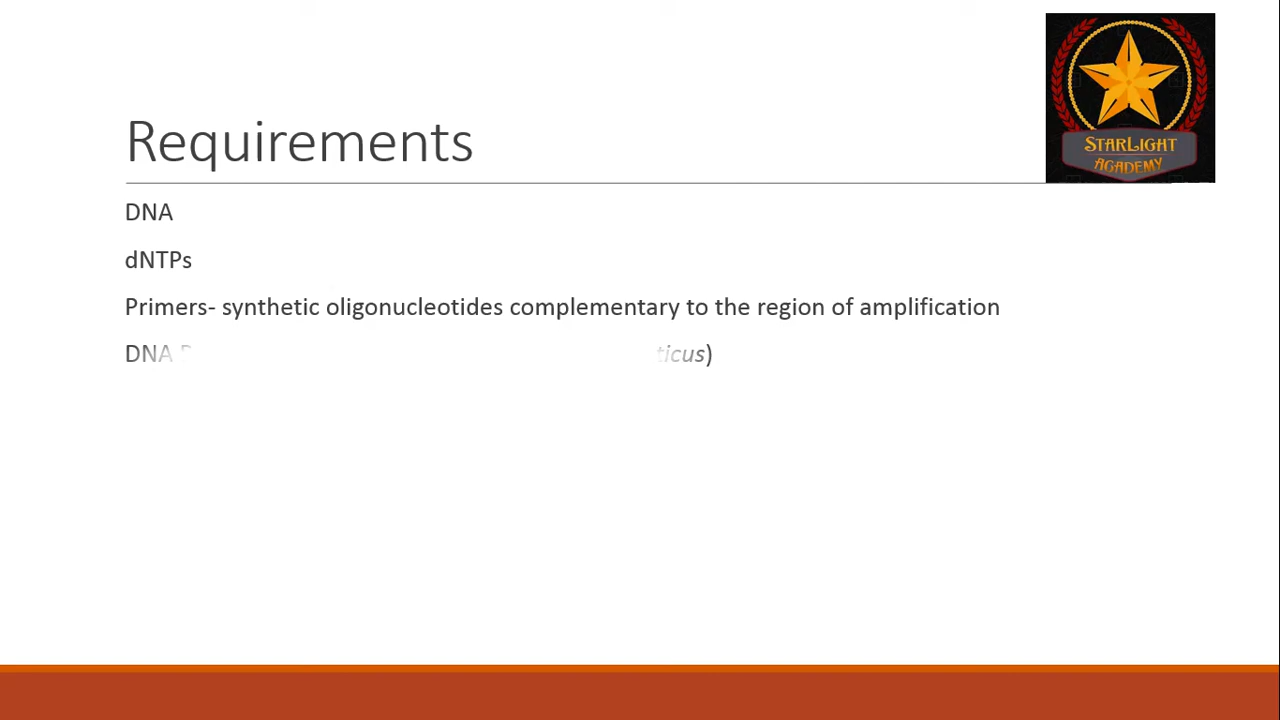 STARLIGHT
ACADEMY
Requirements
DNA
dNTPs
Primers- synthetic oligonucleotides complementary to the region of amplification
DNA